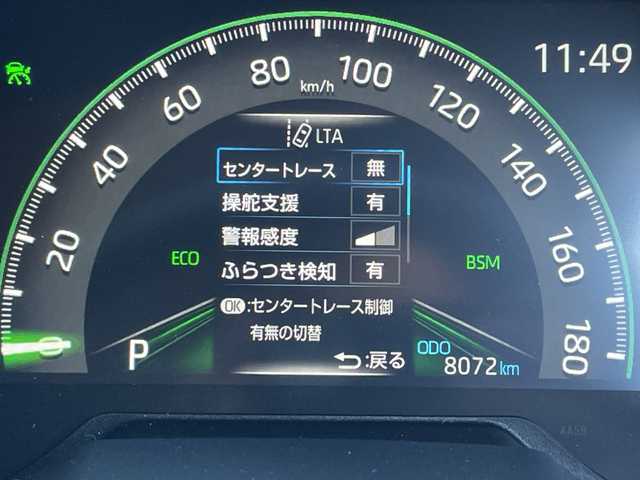 11:49
0
20
40
60
80
100
120
140
160
180
km/h
LTA
センタートレース 無
操舵支援 有
警報感度
ふらつき検知 有
OK:センタートレース制御
有無の切替
戻る
ECO
BSM
P
ODO
8072 km